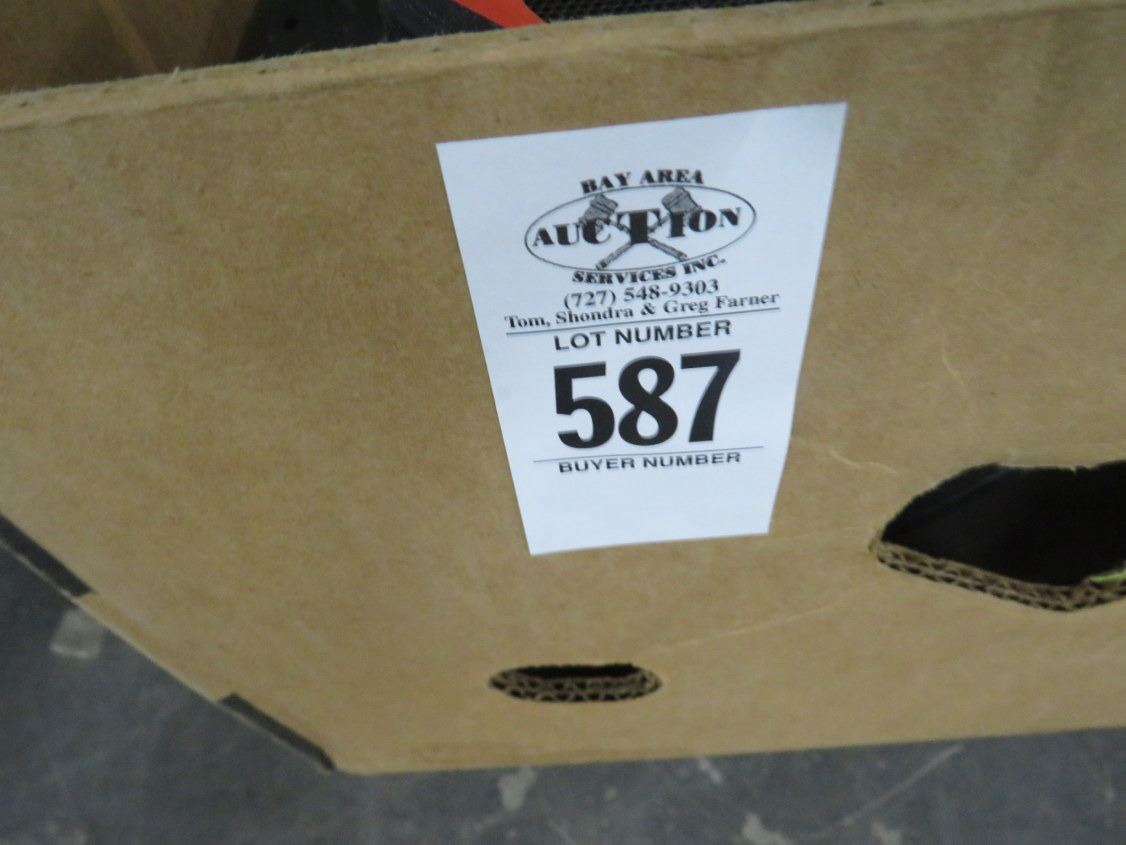 BAY AREA
AUCTION
SERVICES INC.
(727) 548-9303
Tom, Shondra & Greg Farner
LOT NUMBER
587
BUYER NUMBER